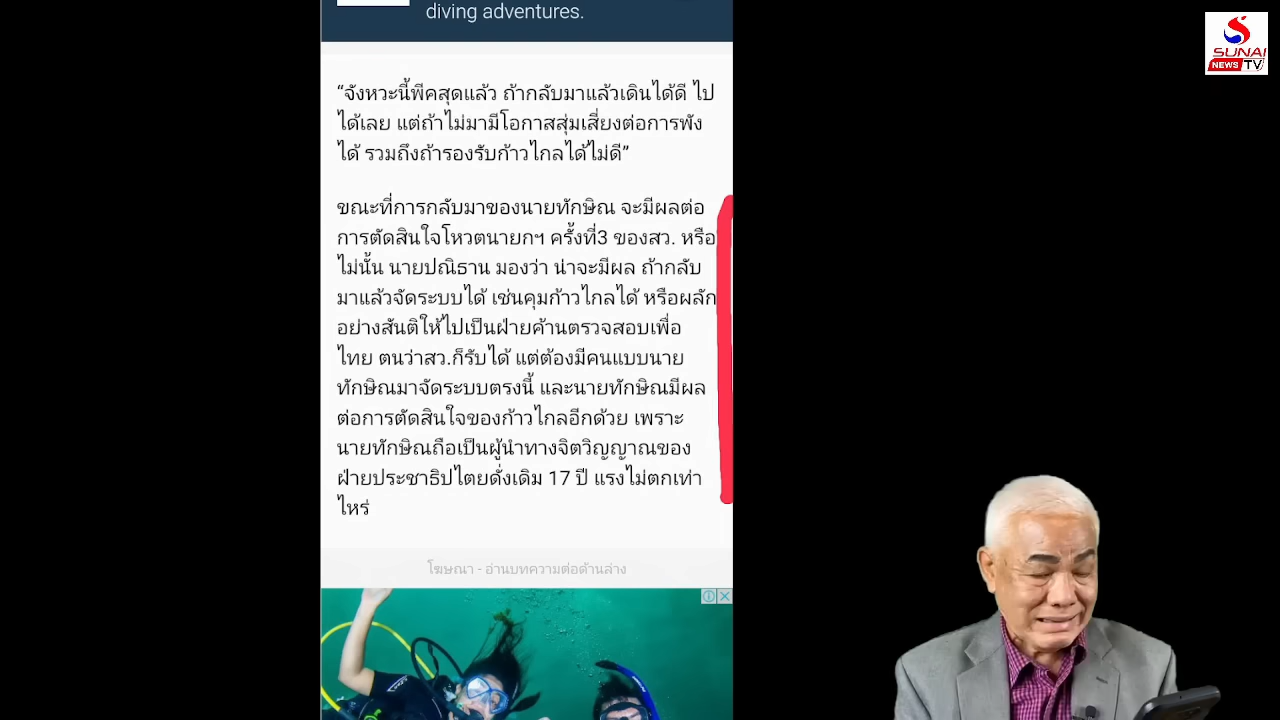 diving adventures.
SUNAI
NEWS TV
“จังหวะนี้พีคสุดแล้ว ถ้ากลับมาแล้วเดินได้ดี ไป
ได้เลย แต่ถ้าไม่มามีโอกาสสุ่มเสี่ยงต่อการพัง
ได้ รวมถึงถ้ารองรับก้าวไกลได้ไม่ดี”
ขณะที่การกลับมาของนายทักษิณ จะมีผลต่อ
การตัดสินใจโหวตนายกฯ ครั้งที่3 ของสว. หรือ
ไม่นั้น นายปณิธาน มองว่า น่าจะมีผล ถ้ากลับ
มาแล้วจัดระบบได้ เช่นคุมก้าวไกลได้ หรือผลัก
อย่างสันติให้ไปเป็นฝ่ายค้านตรวจสอบเพื่อ
ไทย ตนว่าสว.ก็รับได้ แต่ต้องมีคนแบบนาย
ทักษิณมาจัดระบบตรงนี้ และนายทักษิณมีผล
ต่อการตัดสินใจของก้าวไกลอีกด้วย เพราะ
นายทักษิณถือเป็นผู้นำทางจิตวิญญาณของ
ฝ่ายประชาธิปไตยดั่งเดิม 17 ปี แรงไม่ตกเท่า
ไหร่
โฆษณา - อ่านบทความต่อด้านล่าง